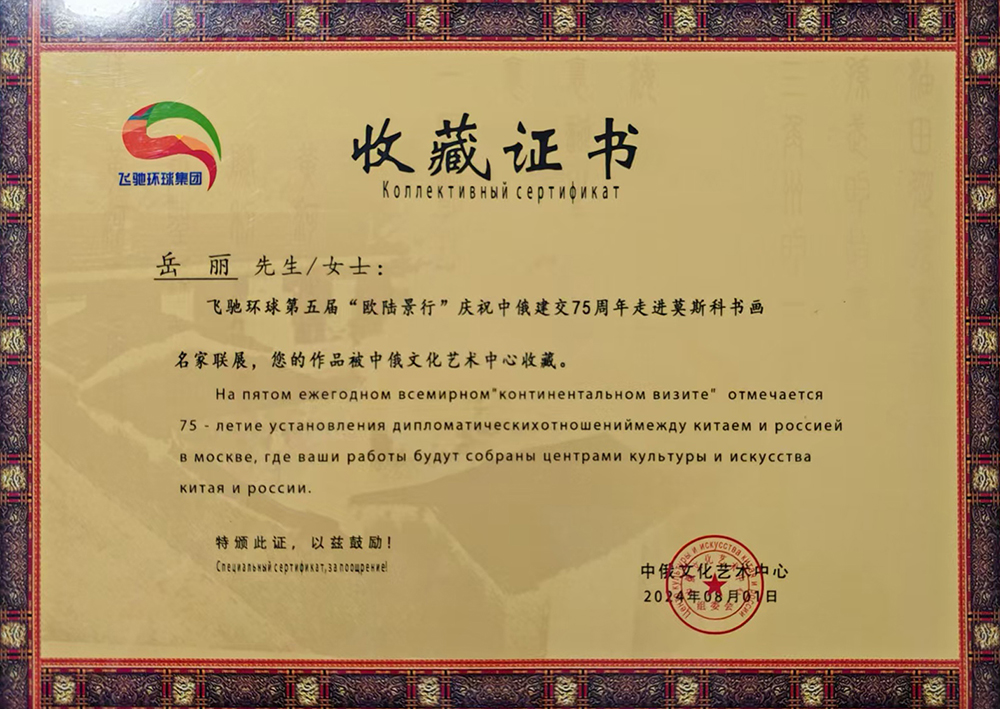 飞驰环球集团
收藏证书
Коллективный сертификат
岳 丽 先生/女士：
飞驰环球第五届“欧陆景行”庆祝中俄建交75周年走进莫斯科书画
名家联展，您的作品被中俄文化艺术中心收藏。
На пятом ежегодном всемирном"континентальном визите" отмечается
75 - летие установления дипломатическихотношениймежду китаем и россией
в москве, где ваши работы будут собраны центрами культуры и искусства
китая и россии.
特颁此证，以兹鼓励！
Специальный сертификат,за поощрение!
中俄文化艺术中心
2024年08月01日
组委会